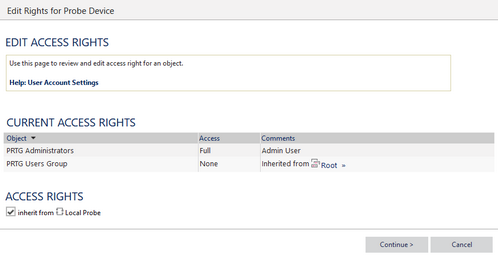 Edit Rights for Probe Device
EDIT ACCESS RIGHTS
Use this page to review and edit access right for an object.
Help: User Account Settings
CURRENT ACCESS RIGHTS
Object Access Comments
PRTG Administrators Full Admin User
PRTG Users Group None Inherited from Root »
ACCESS RIGHTS
inherit from Local Probe
Continue > Cancel